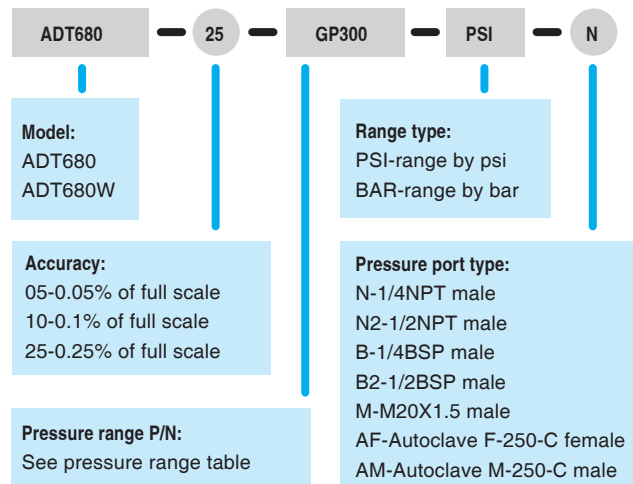 ADT680 25 GP300 PSI N
Model:
ADT680
ADT680W
Range type:
PSI-range by psi
BAR-range by bar
Accuracy:
05-0.05% of full scale
10-0.1% of full scale
25-0.25% of full scale
Pressure port type:
N-1/4NPT male
N2-1/2NPT male
B-1/4BSP male
B2-1/2BSP male
M-M20X1.5 male
AF-Autoclave F-250-C female
AM-Autoclave M-250-C male
Pressure range P/N:
See pressure range table